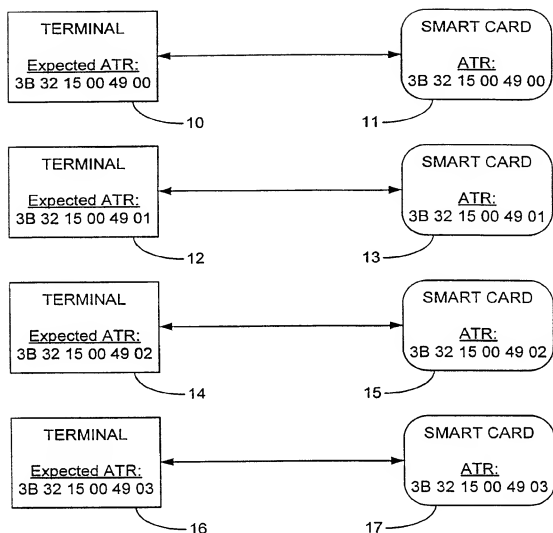 TERMINAL
Expected ATR:
3B 32 15 00 49 00
SMART CARD
ATR:
3B 32 15 00 49 00
10
11
TERMINAL
Expected ATR:
3B 32 15 00 49 01
SMART CARD
ATR:
3B 32 15 00 49 01
12
13
TERMINAL
Expected ATR:
3B 32 15 00 49 02
SMART CARD
ATR:
3B 32 15 00 49 02
14
15
TERMINAL
Expected ATR:
3B 32 15 00 49 03
SMART CARD
ATR:
3B 32 15 00 49 03
16
17